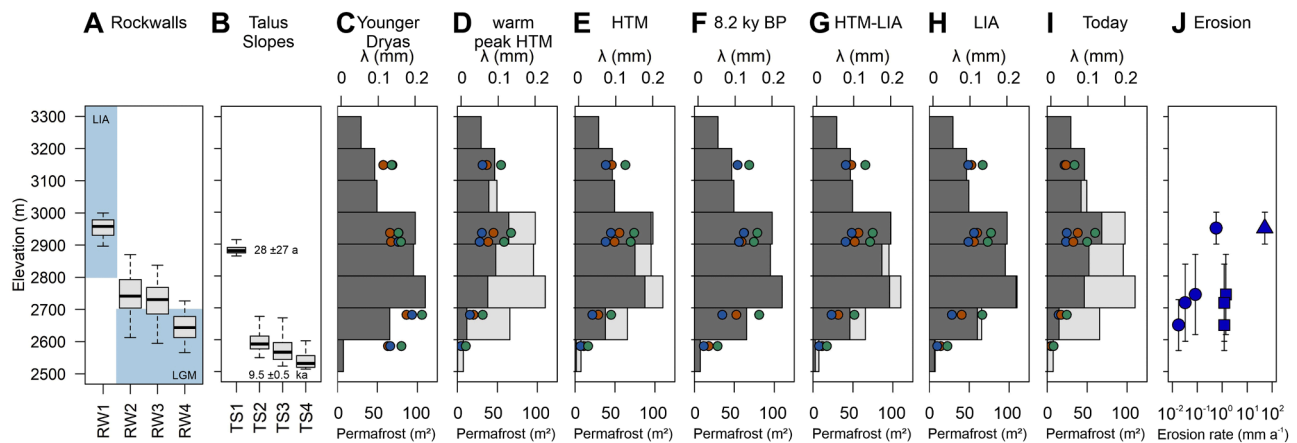 A Rockwalls
B Talus
Slopes
C Younger
Dryas
D warm
peak HTM
E HTM
F 8.2 ky BP
G HTM-LIA
H LIA
I Today
J Erosion
λ (mm) λ (mm) λ (mm) λ (mm) λ (mm) λ (mm)
0 0.1 0.2 0 0.1 0.2 0 0.1 0.2 0 0.1 0.2 0 0.1 0.2 0 0.1 0.2 0 0.1 0.2
Elevation (m)
3300
3200
3100
3000
2900
2800
2700
2600
2500
LIA
LGM
28 ±27 a
9.5 ±0.5 ka
RW1 RW2 RW3 RW4
TS1 TS2 TS3 TS4
0 50 100 0 50 100 0 50 100 0 50 100 0 50 100 0 50 100 0 50 100
10⁻² 10⁻¹ 10⁰ 10¹ 10²
Permafrost (m²) Permafrost (m²) Permafrost (m²) Permafrost (m²) Permafrost (m²) Permafrost (m²) Permafrost (m²) Erosion rate (mm a⁻¹)